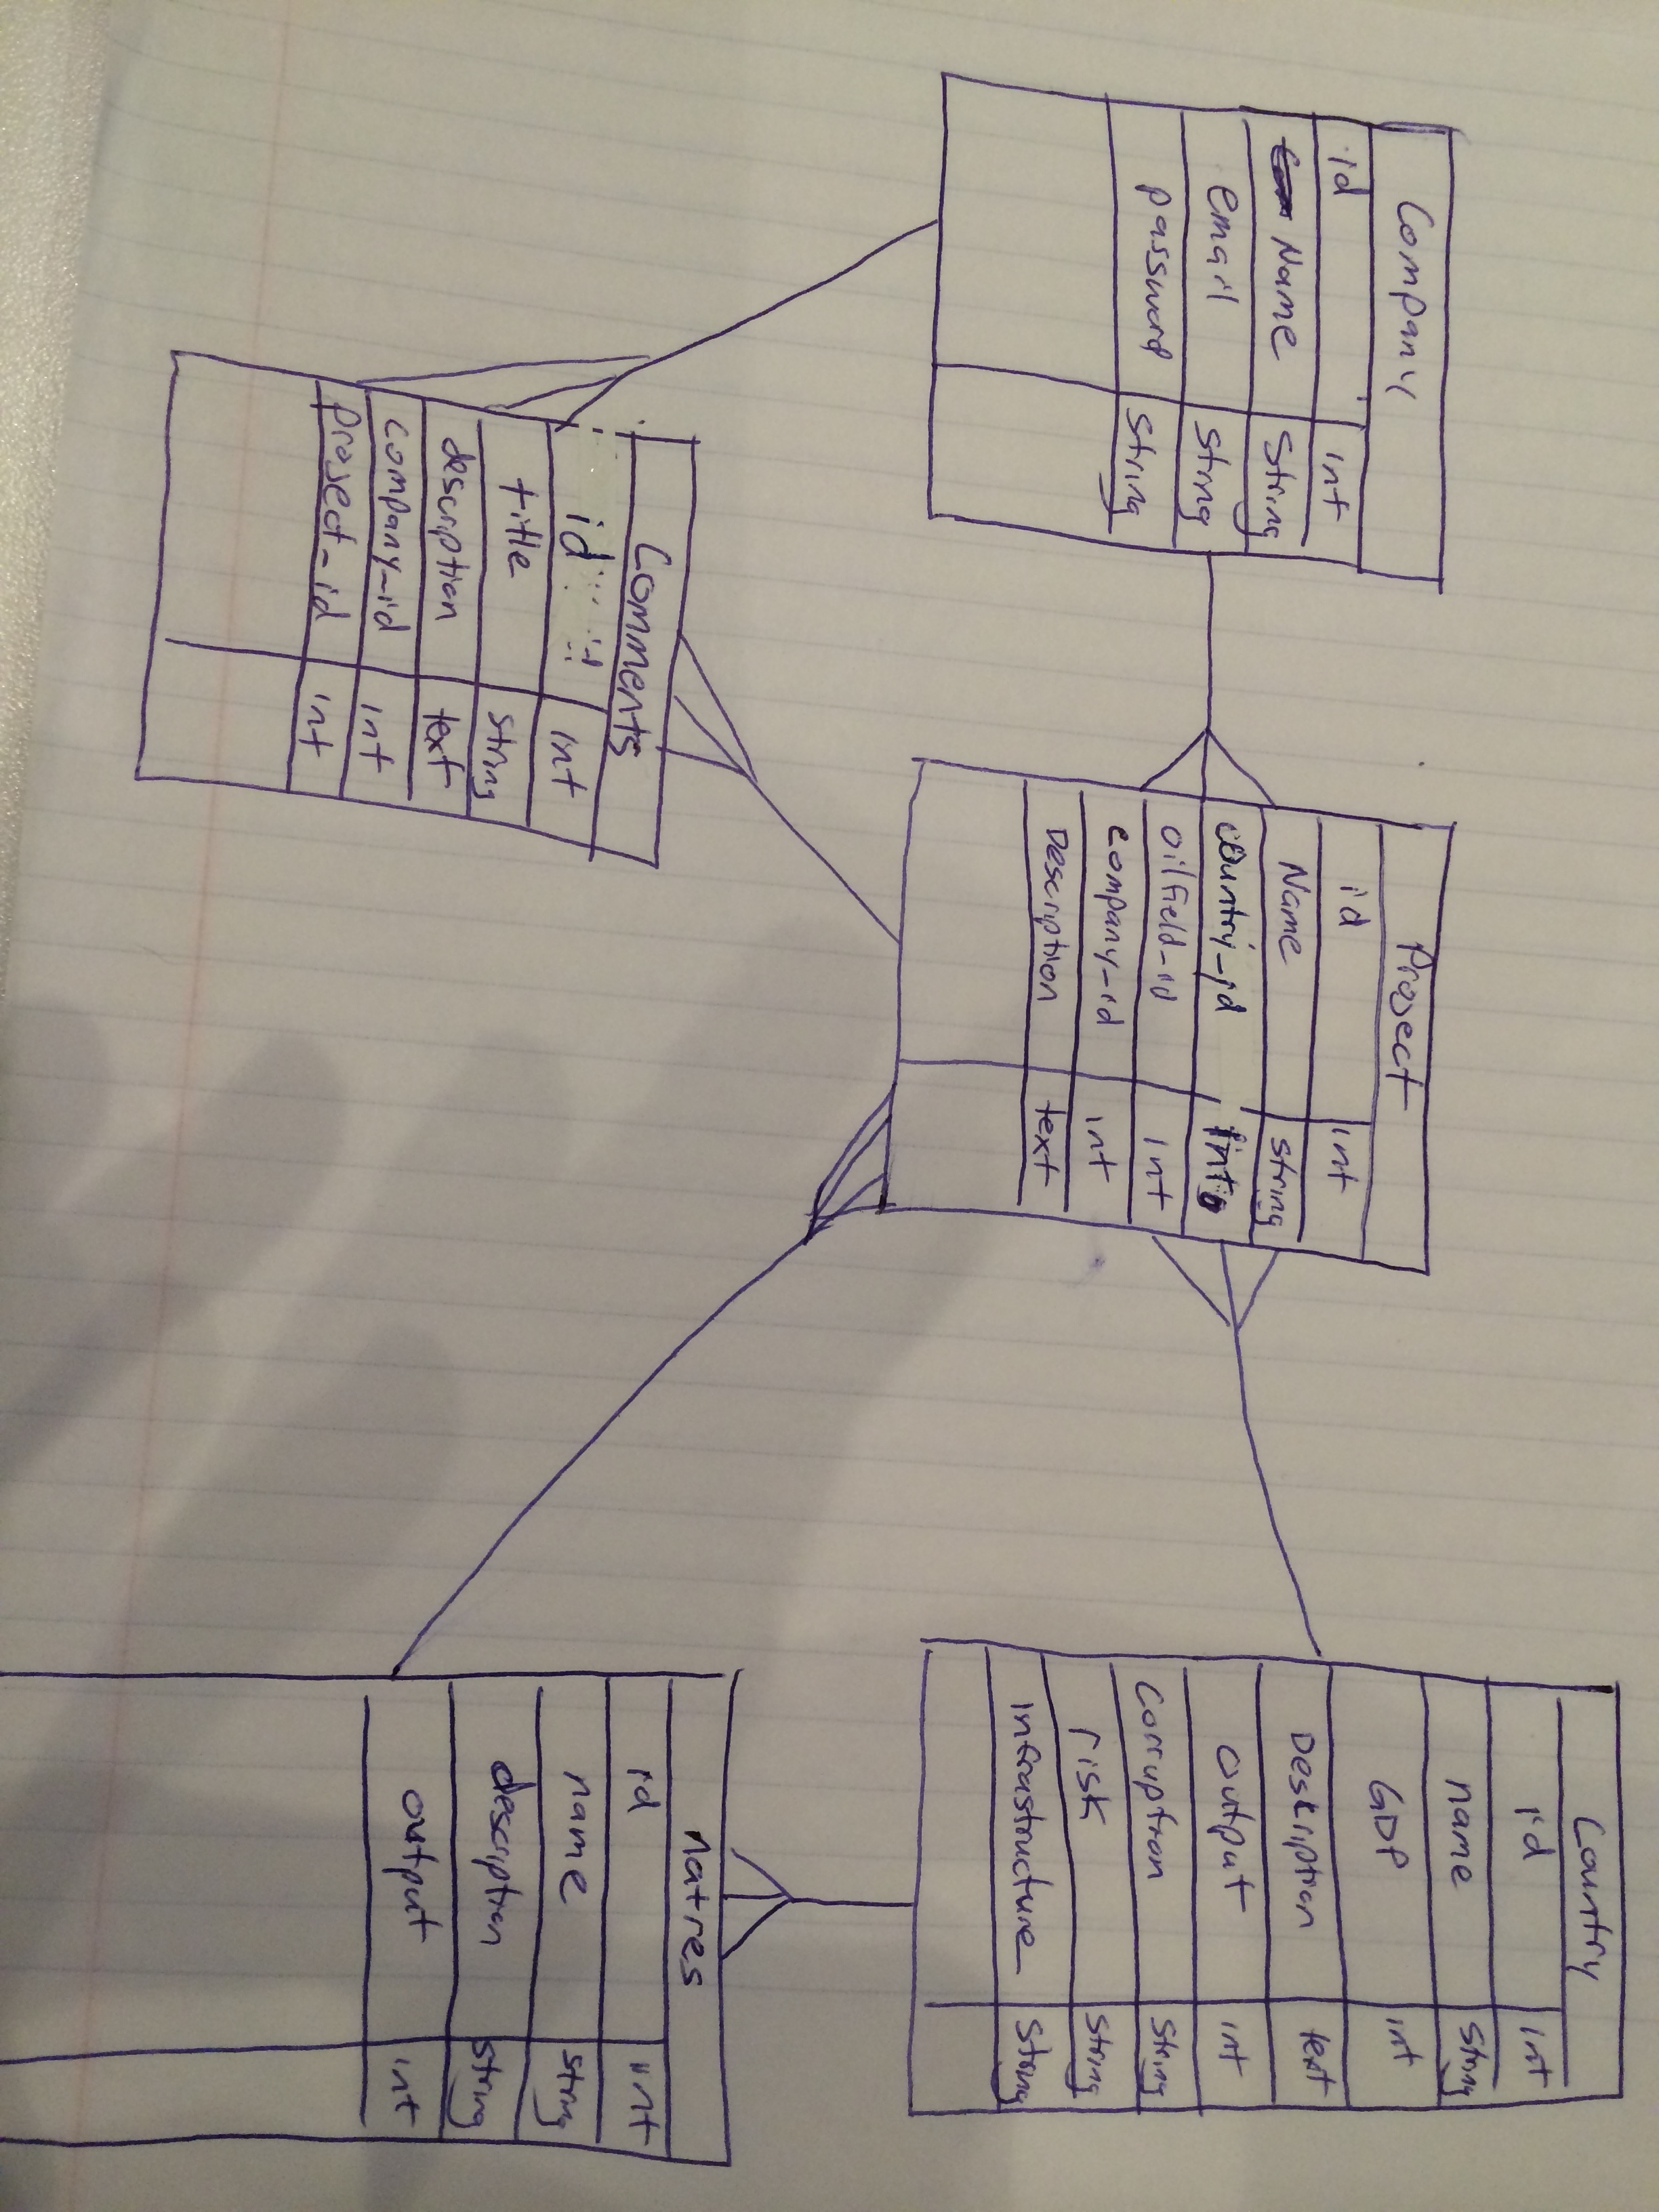 Company
id int
Name String
email String
password String
Project
id int
Name string
country_id int
oilfield_id int
company_id int
Description text
Country
id int
name string
GDP int
Description text
output int
Corruption string
risk string
Infrastructure string
Comments
id int
title string
description text
company_id int
project_id int
natres
id int
name string
description string
output int